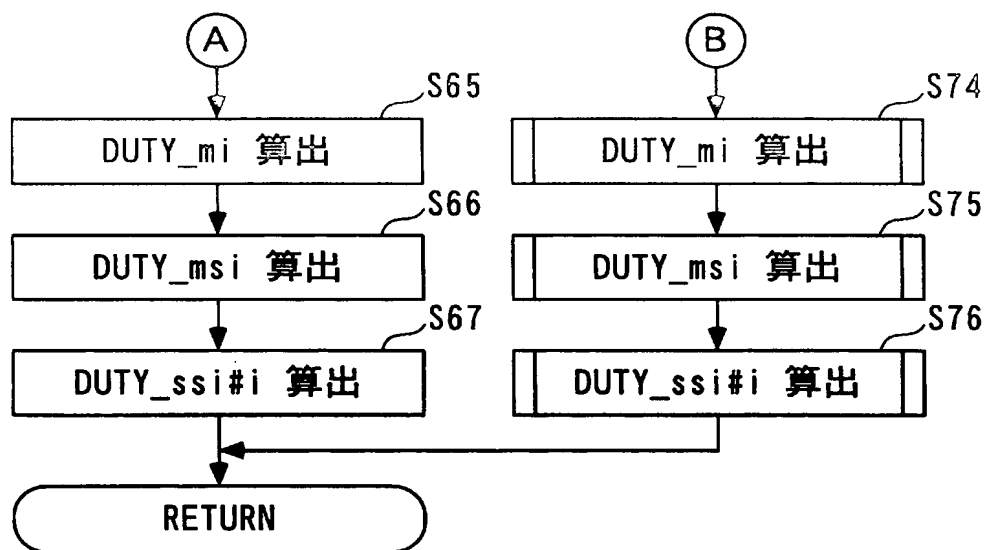 A
S65
DUTY_mi 算出
S66
DUTY_msi 算出
S67
DUTY_ssi#i 算出
RETURN
B
S74
DUTY_mi 算出
S75
DUTY_msi 算出
S76
DUTY_ssi#i 算出